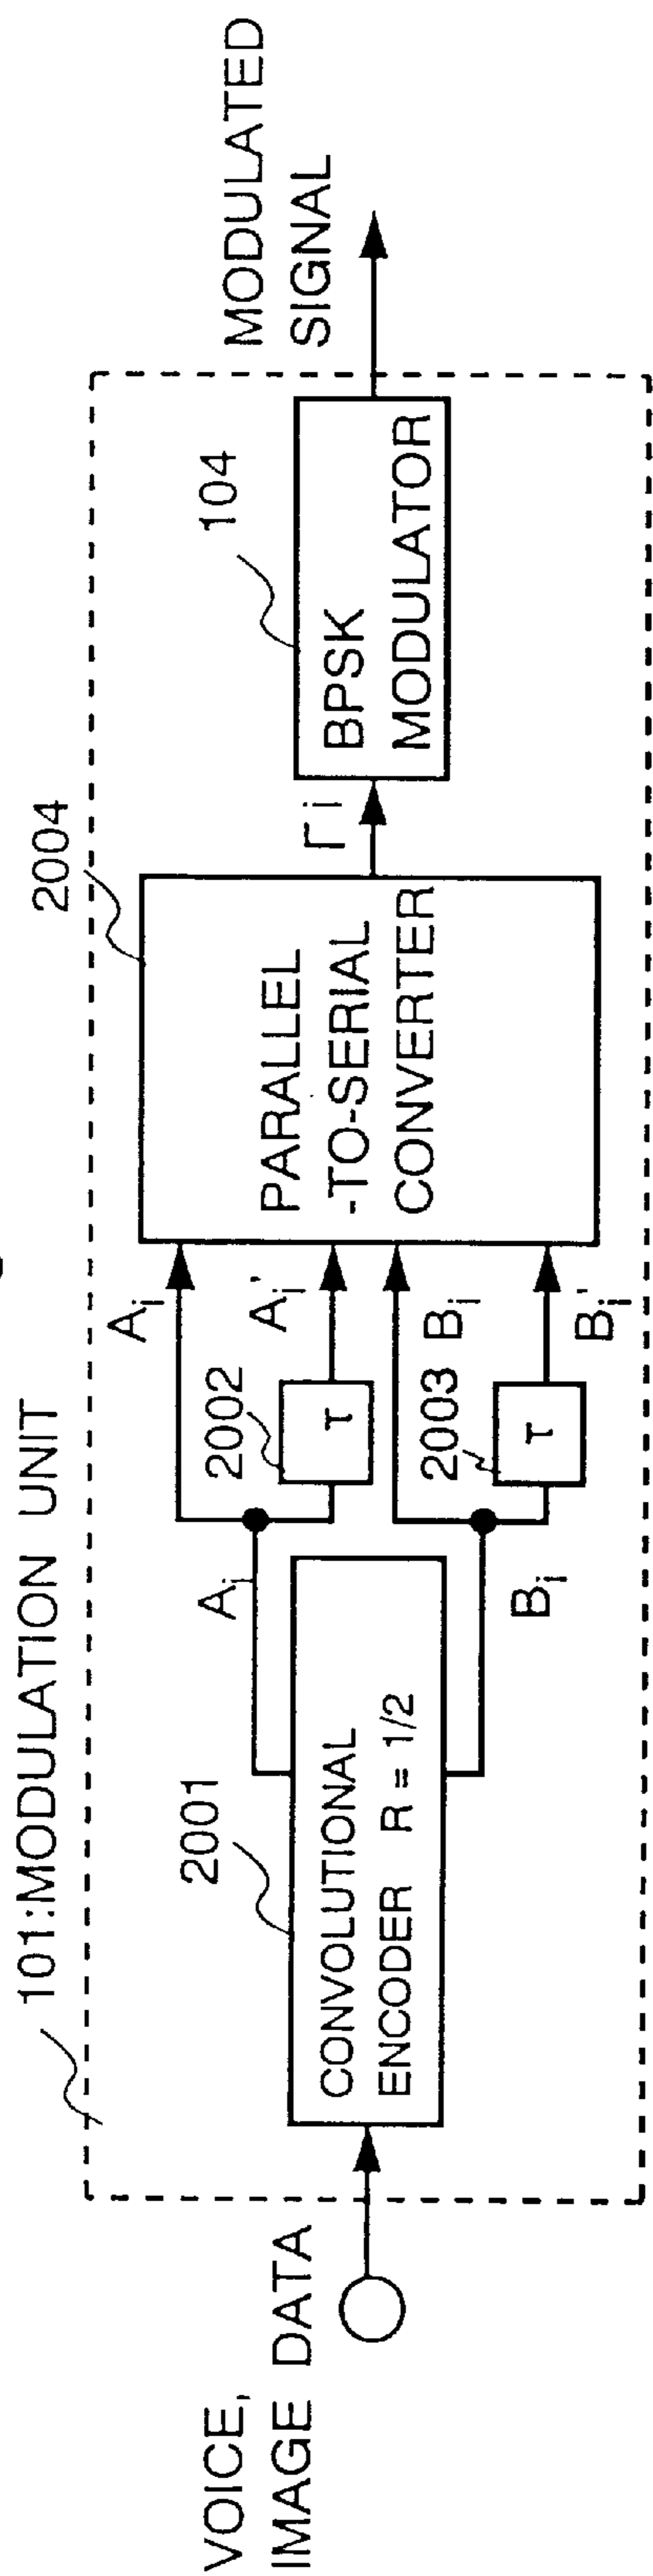 101:MODULATION UNIT
VOICE,
IMAGE DATA
2001
CONVOLUTIONAL
ENCODER R = 1/2
Ai
Bi
Ai
2002
τ
Ai'
Bi
2003
τ
Bi'
2004
PARALLEL
-TO-SERIAL
CONVERTER
Γi
104
BPSK
MODULATOR
MODULATED
SIGNAL